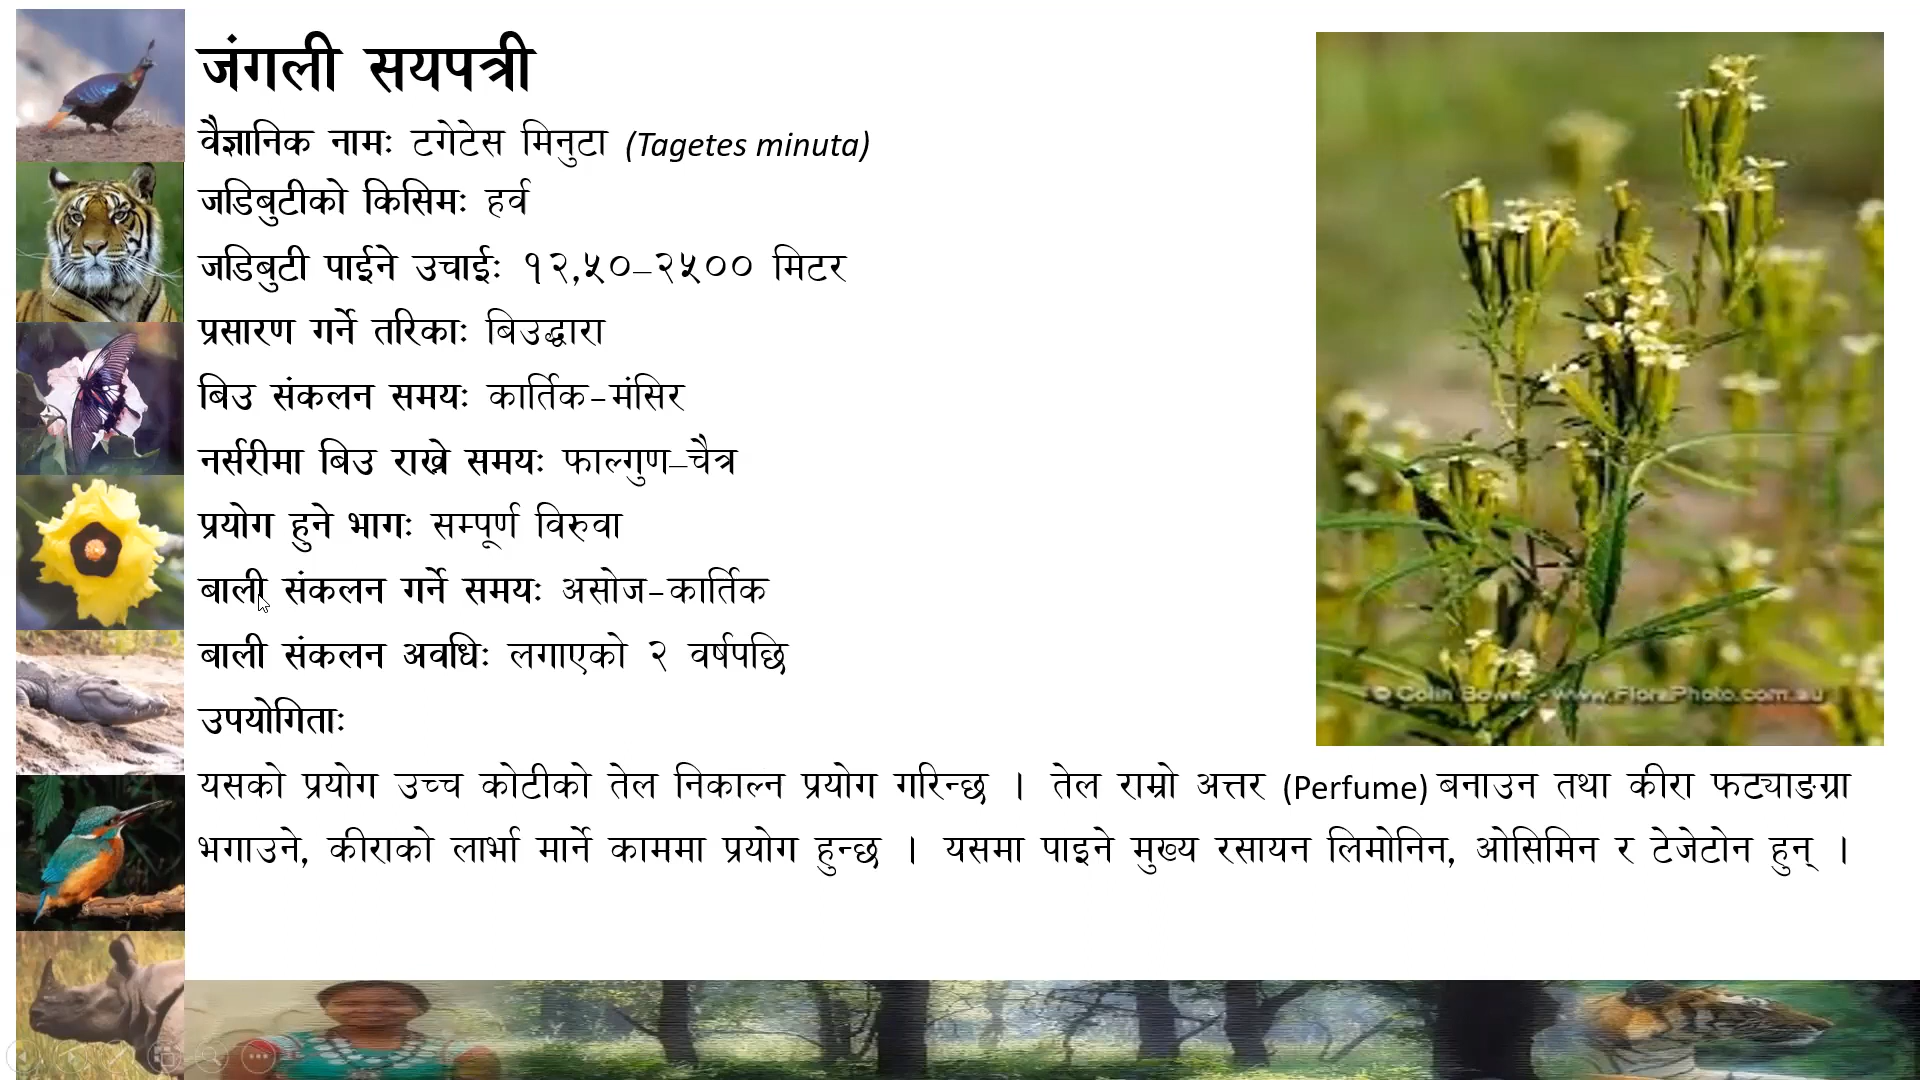 जंगली सयपत्री
वैज्ञानिक नामः टगेटेस मिनुटा (Tagetes minuta)
जडिबुटीको किसिमः हर्व
जडिबुटी पाईने उचाईः १२,५०–२५०० मिटर
प्रसारण गर्ने तरिकाः बिउद्धारा
बिउ संकलन समयः कार्तिक-मंसिर
नर्सरीमा बिउ राख्ने समयः फाल्गुण–चैत्र
प्रयोग हुने भागः सम्पूर्ण विरुवा
बाली संकलन गर्ने समयः असोज-कार्तिक
बाली संकलन अवधिः लगाएको २ वर्षपछि
उपयोगिताः
यसको प्रयोग उच्च कोटीको तेल निकाल्न प्रयोग गरिन्छ । तेल राम्रो अत्तर (Perfume) बनाउन तथा कीरा फट्याङग्रा
भगाउने, कीराको लार्भा मार्ने काममा प्रयोग हुन्छ । यसमा पाइने मुख्य रसायन लिमोनिन, ओसिमिन र टेजेटोन हुन् ।
© Colin Bower - www.FloraPhoto.com.au